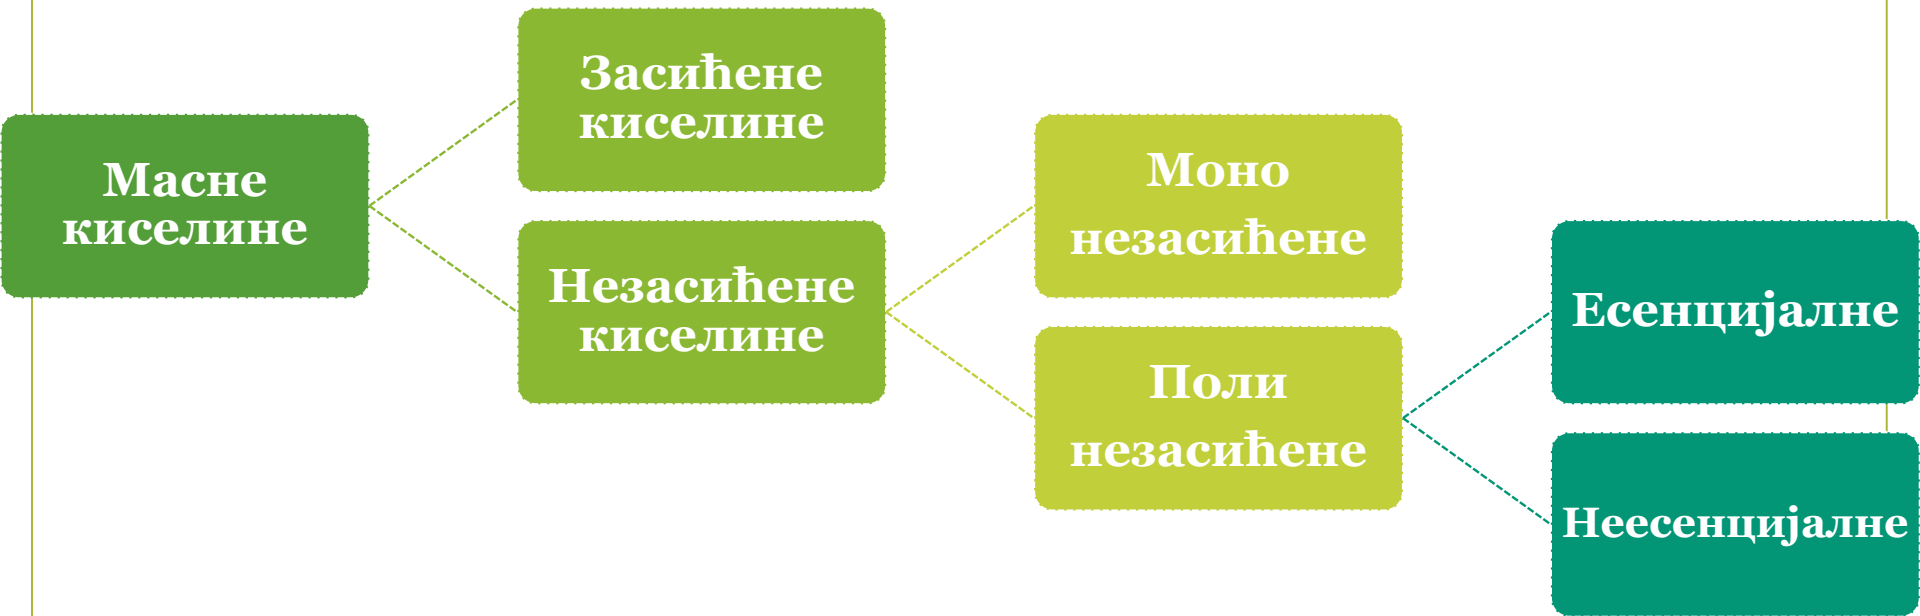 Масне
киселине
Засићене
киселине
Незасићене
киселине
Моно
незасићене
Поли
незасићене
Есенцијалне
Неесенцијалне